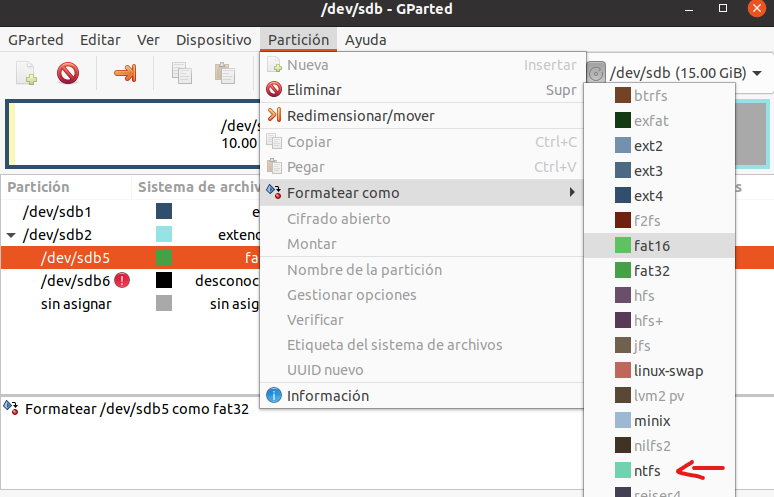 /dev/sdb - GParted
GParted Editar Ver Dispositivo Partición Ayuda
/dev/sdb (15.00 GiB)
Nueva Insertar
Eliminar Supr
Redimensionar/mover
Copiar Ctrl+C
Pegar Ctrl+V
Formatear como
Cifrado abierto
Montar
Nombre de la partición
Gestionar opciones
Verificar
Etiqueta del sistema de archivos
UUID nuevo
Información
btrfs
exfat
ext2
ext3
ext4
f2fs
fat16
fat32
hfs
hfs+
jfs
linux-swap
lvm2 pv
minix
nilfs2
ntfs
reiser4
/dev/s
10.00
Partición Sistema de archiv s
/dev/sdb1 e
/dev/sdb2 extend
/dev/sdb5 fa
/dev/sdb6 desconoc
sin asignar sin asig
Formatear /dev/sdb5 como fat32